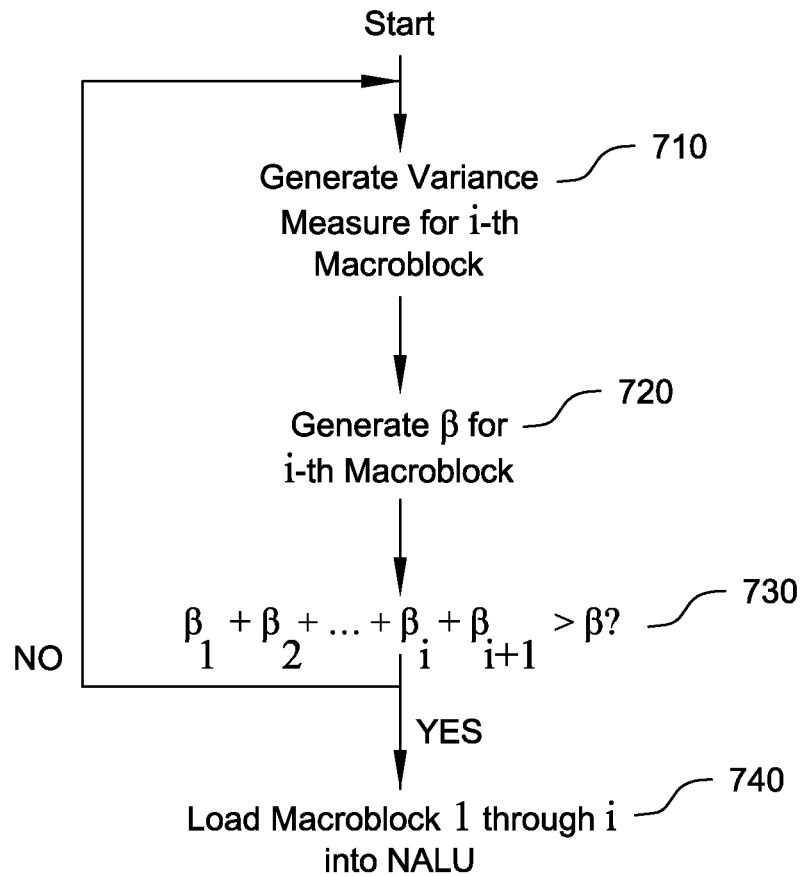 Start
710
Generate Variance
Measure for i-th
Macroblock
720
Generate β for
i-th Macroblock
730
β1 + β2 + ... + βi + βi+1 > β?
NO
YES
740
Load Macroblock 1 through i
into NALU